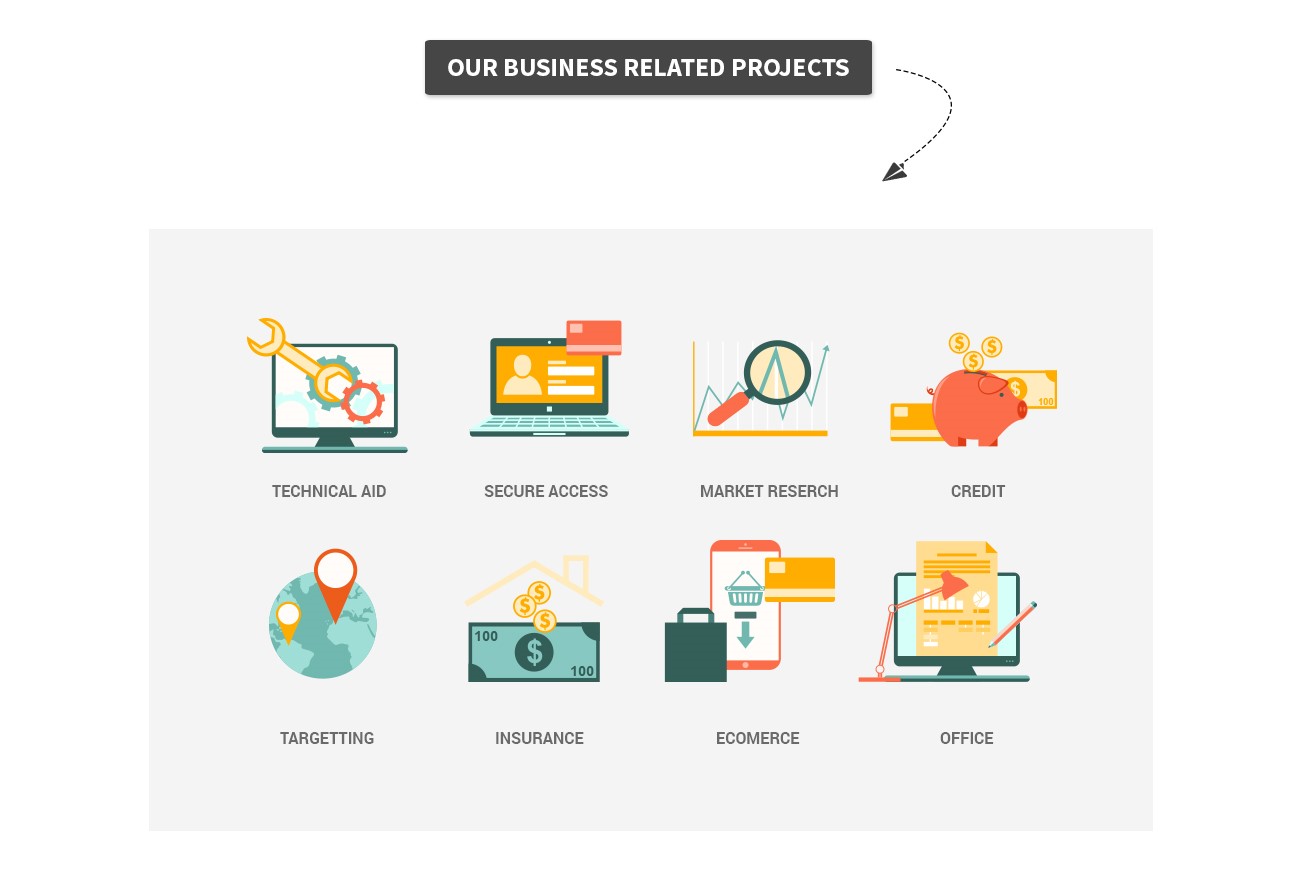 OUR BUSINESS RELATED PROJECTS
$ $
$
$
100
TECHNICAL AID
SECURE ACCESS
MARKET RESERCH
CREDIT
$
$
$
100
$
100
TARGETTING
INSURANCE
ECOMERCE
OFFICE